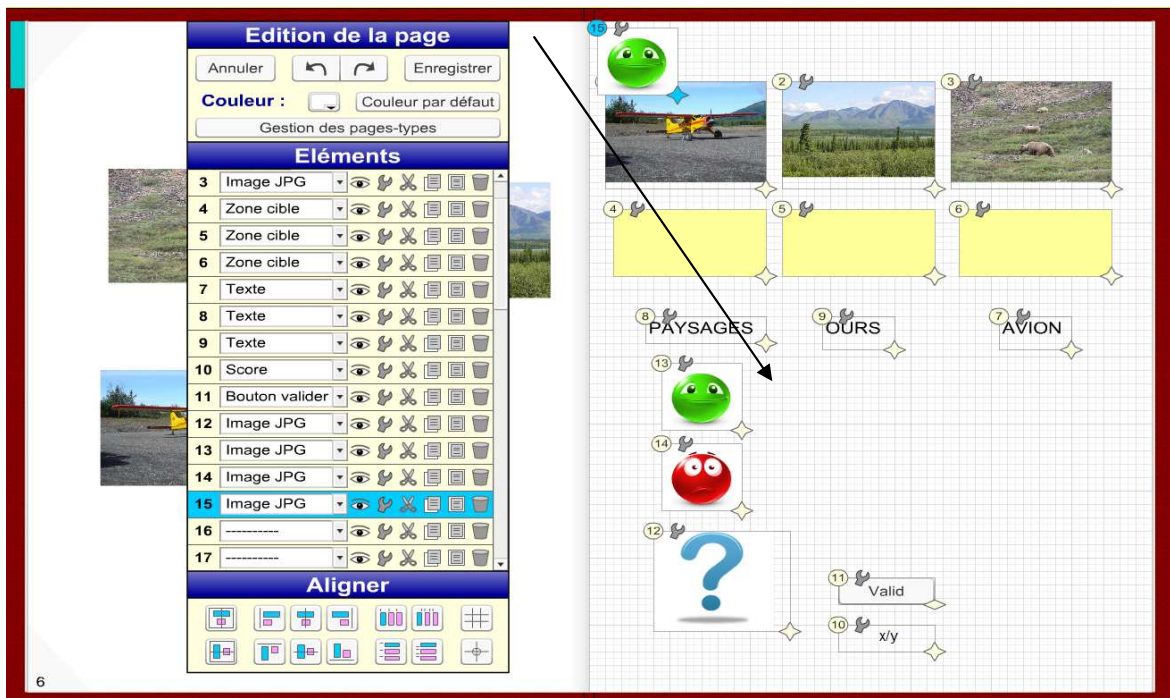 Edition de la page
Annuler
Enregistrer
Couleur :
Couleur par défaut
Gestion des pages-types
Eléments
3 Image JPG
4 Zone cible
5 Zone cible
6 Zone cible
7 Texte
8 Texte
9 Texte
10 Score
11 Bouton valider
12 Image JPG
13 Image JPG
14 Image JPG
15 Image JPG
16 ----------
17 ----------
Aligner
6
15
2
3
4
5
6
8
PAYSAGES
9
OURS
7
AVION
13
14
12
?
11
Valid
10
x/y